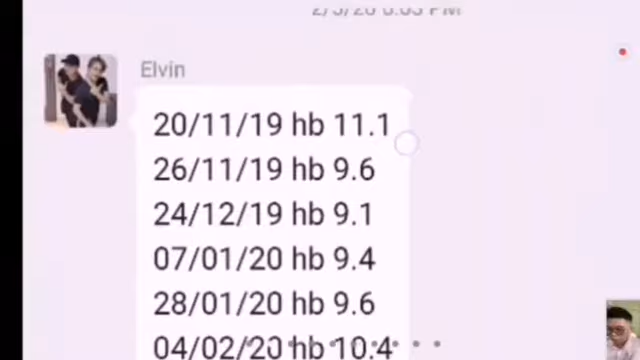 Elvin
20/11/19 hb 11.1
26/11/19 hb 9.6
24/12/19 hb 9.1
07/01/20 hb 9.4
28/01/20 hb 9.6
04/02/20 hb 10.4